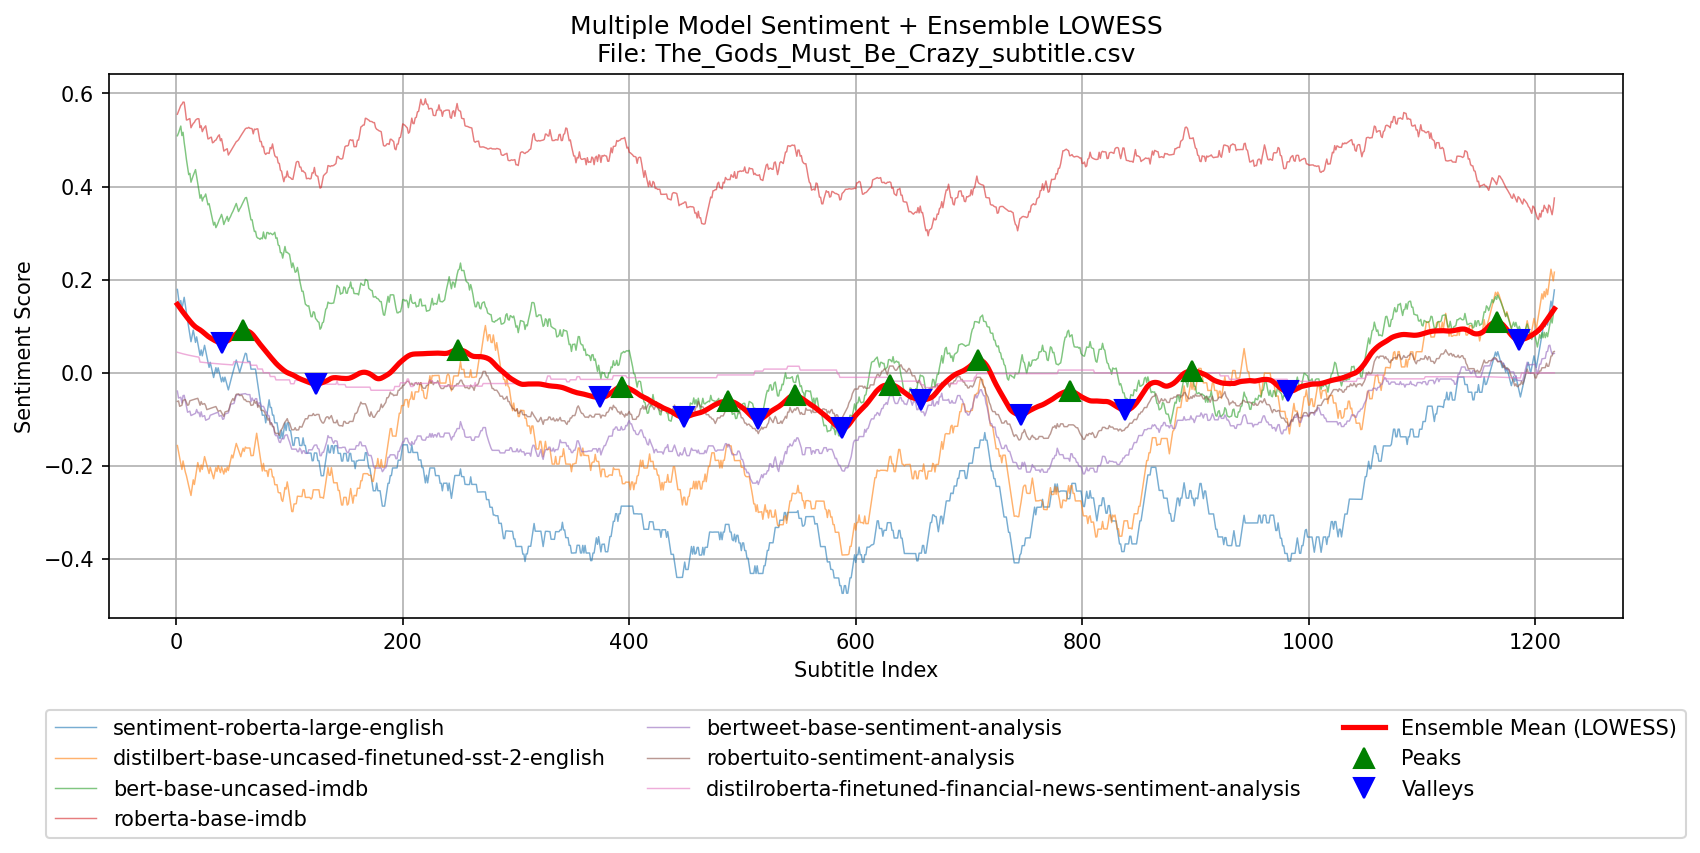 Multiple Model Sentiment + Ensemble LOWESS
File: The_Gods_Must_Be_Crazy_subtitle.csv
Sentiment Score
0.6
0.4
0.2
0.0
−0.2
−0.4
0 200 400 600 800 1000 1200
Subtitle Index
sentiment-roberta-large-english
distilbert-base-uncased-finetuned-sst-2-english
bert-base-uncased-imdb
roberta-base-imdb
bertweet-base-sentiment-analysis
robertuito-sentiment-analysis
distilroberta-finetuned-financial-news-sentiment-analysis
Ensemble Mean (LOWESS)
Peaks
Valleys